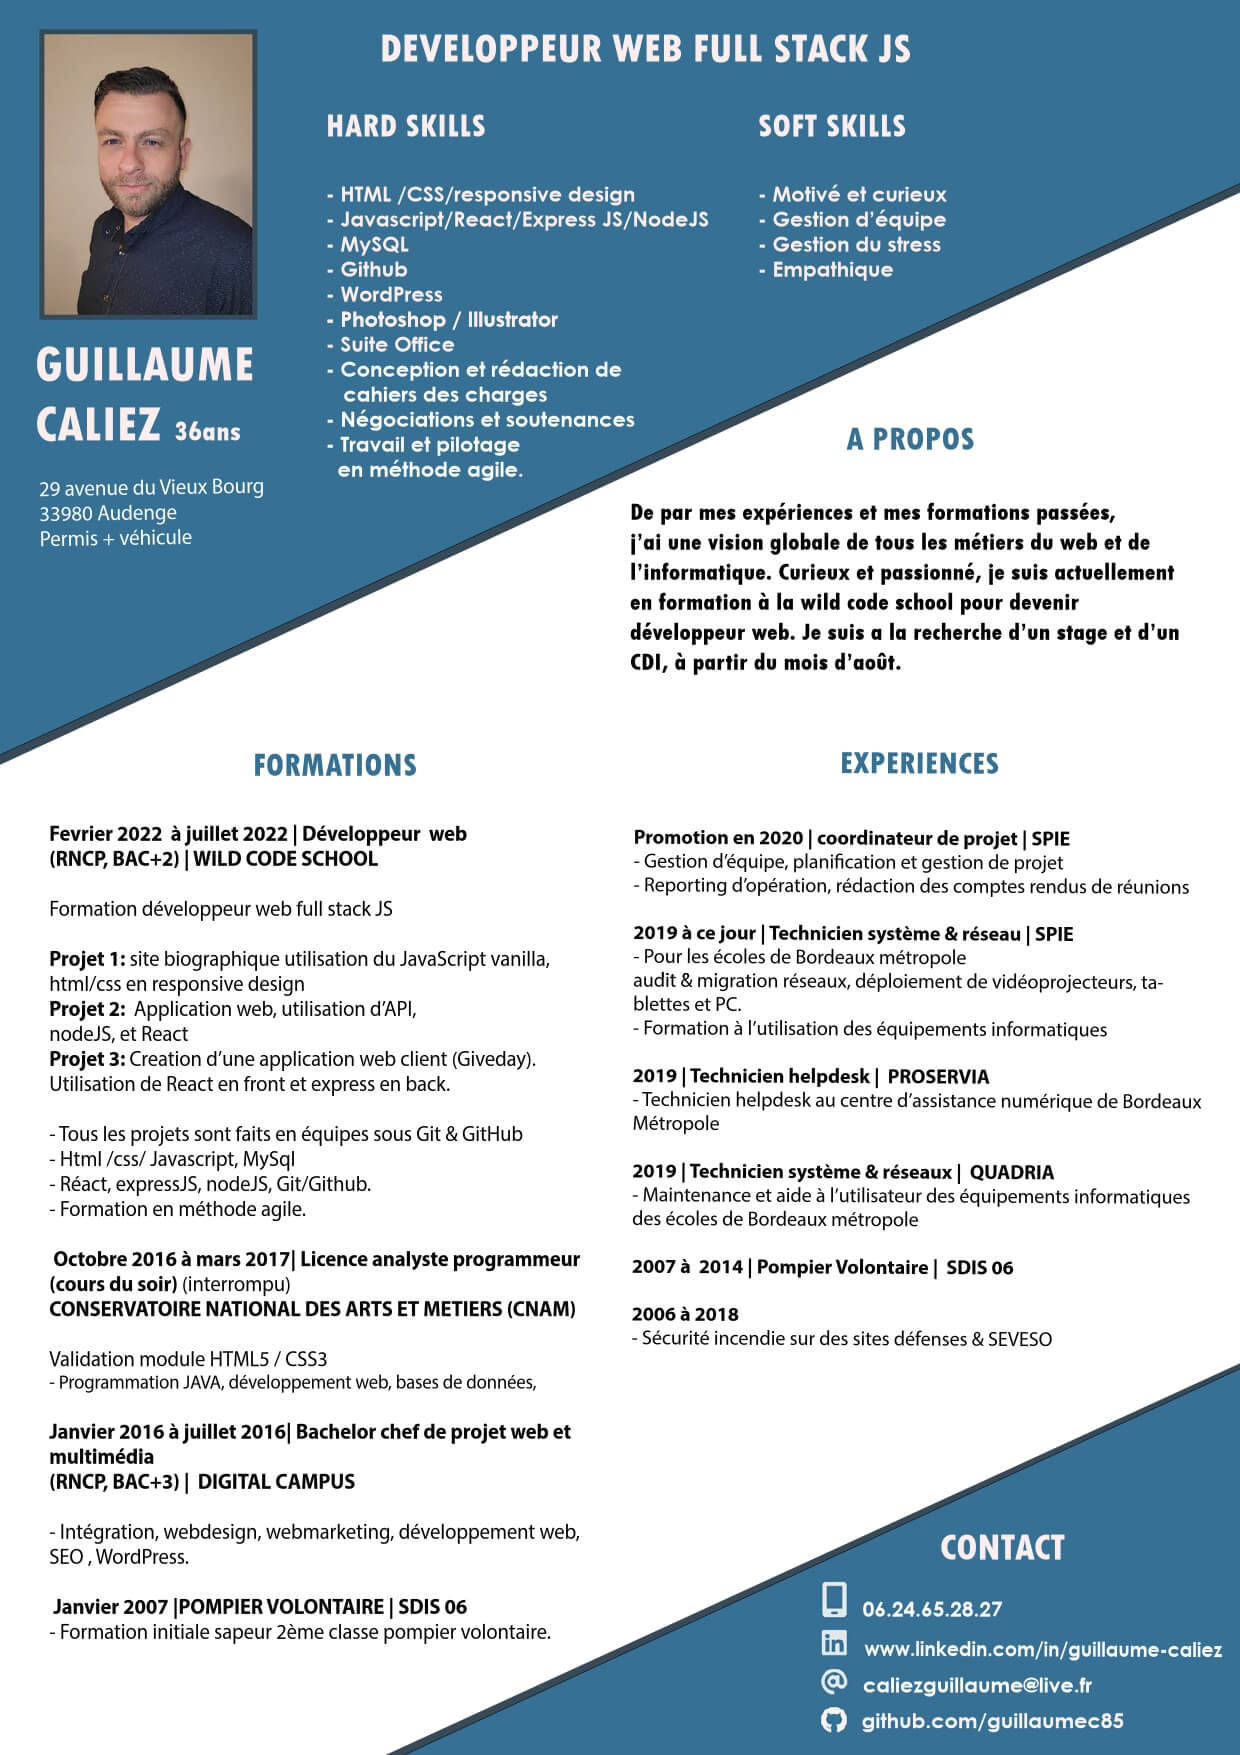 DEVELOPPEUR WEB FULL STACK JS
HARD SKILLS
- HTML /CSS/responsive design
- Javascript/React/Express JS/NodeJS
- MySQL
- Github
- WordPress
- Photoshop / Illustrator
- Suite Office
- Conception et rédaction de
cahiers des charges
- Négociations et soutenances
- Travail et pilotage
en méthode agile.
SOFT SKILLS
- Motivé et curieux
- Gestion d'équipe
- Gestion du stress
- Empathique
GUILLAUME
CALIEZ 36ans
29 avenue du Vieux Bourg
33980 Audenge
Permis + véhicule
A PROPOS
De par mes expériences et mes formations passées,
j'ai une vision globale de tous les métiers du web et de
l'informatique. Curieux et passionné, je suis actuellement
en formation à la wild code school pour devenir
développeur web. Je suis a la recherche d'un stage et d'un
CDI, à partir du mois d'août.
FORMATIONS
Fevrier 2022 à juillet 2022 | Développeur web
(RNCP, BAC+2) | WILD CODE SCHOOL
Formation développeur web full stack JS
Projet 1: site biographique utilisation du JavaScript vanilla,
html/css en responsive design
Projet 2: Application web, utilisation d'API,
nodeJS, et React
Projet 3: Creation d'une application web client (Giveday).
Utilisation de React en front et express en back.
- Tous les projets sont faits en équipes sous Git & GitHub
- Html /css/ Javascript, MySql
- Réact, expressJS, nodeJS, Git/Github.
- Formation en méthode agile.
Octobre 2016 à mars 2017| Licence analyste programmeur
(cours du soir) (interrompu)
CONSERVATOIRE NATIONAL DES ARTS ET METIERS (CNAM)
Validation module HTML5 / CSS3
- Programmation JAVA, développement web, bases de données,
Janvier 2016 à juillet 2016| Bachelor chef de projet web et
multimédia
(RNCP, BAC+3) | DIGITAL CAMPUS
- Intégration, webdesign, webmarketing, développement web,
SEO , WordPress.
Janvier 2007 |POMPIER VOLONTAIRE | SDIS 06
- Formation initiale sapeur 2ème classe pompier volontaire.
EXPERIENCES
Promotion en 2020 | coordinateur de projet | SPIE
- Gestion d'équipe, planification et gestion de projet
- Reporting d'opération, rédaction des comptes rendus de réunions
2019 à ce jour | Technicien système & réseau | SPIE
- Pour les écoles de Bordeaux métropole
audit & migration réseaux, déploiement de vidéoprojecteurs, ta-
blettes et PC.
- Formation à l'utilisation des équipements informatiques
2019 | Technicien helpdesk | PROSERVIA
- Technicien helpdesk au centre d'assistance numérique de Bordeaux
Métropole
2019 | Technicien système & réseaux | QUADRIA
- Maintenance et aide à l'utilisateur des équipements informatiques
des écoles de Bordeaux métropole
2007 à 2014 | Pompier Volontaire | SDIS 06
2006 à 2018
- Sécurité incendie sur des sites défenses & SEVESO
CONTACT
06.24.65.28.27
www.linkedin.com/in/guillaume-caliez
caliezguillaume@live.fr
github.com/guillaumec85